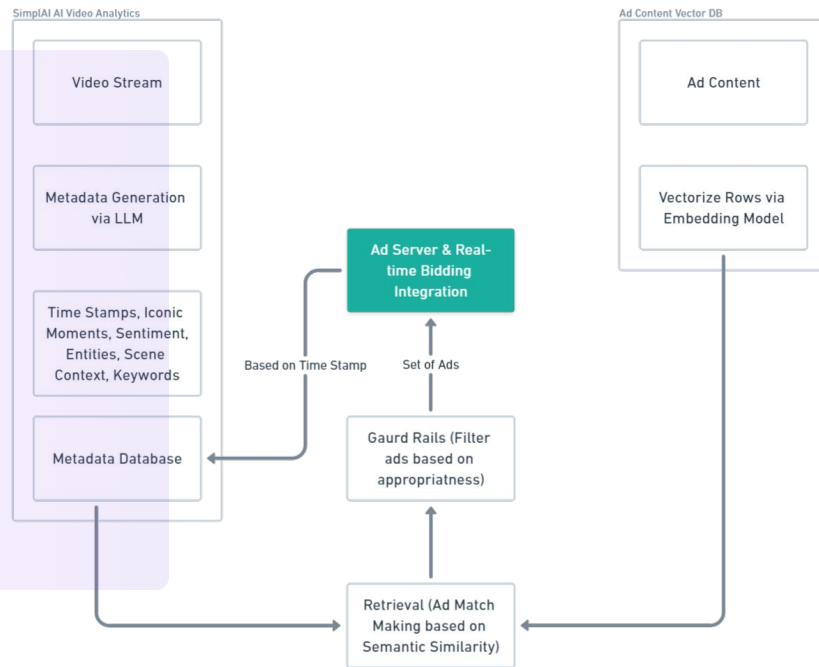 SimplAI AI Video Analytics
Video Stream
Metadata Generation
via LLM
Time Stamps, Iconic
Moments, Sentiment,
Entities, Scene
Context, Keywords
Metadata Database
Ad Server & Real-
time Bidding
Integration
Based on Time Stamp
Set of Ads
Gaurd Rails (Filter
ads based on
appropriatness)
Retrieval (Ad Match
Making based on
Semantic Similarity)
Ad Content Vector DB
Ad Content
Vectorize Rows via
Embedding Model